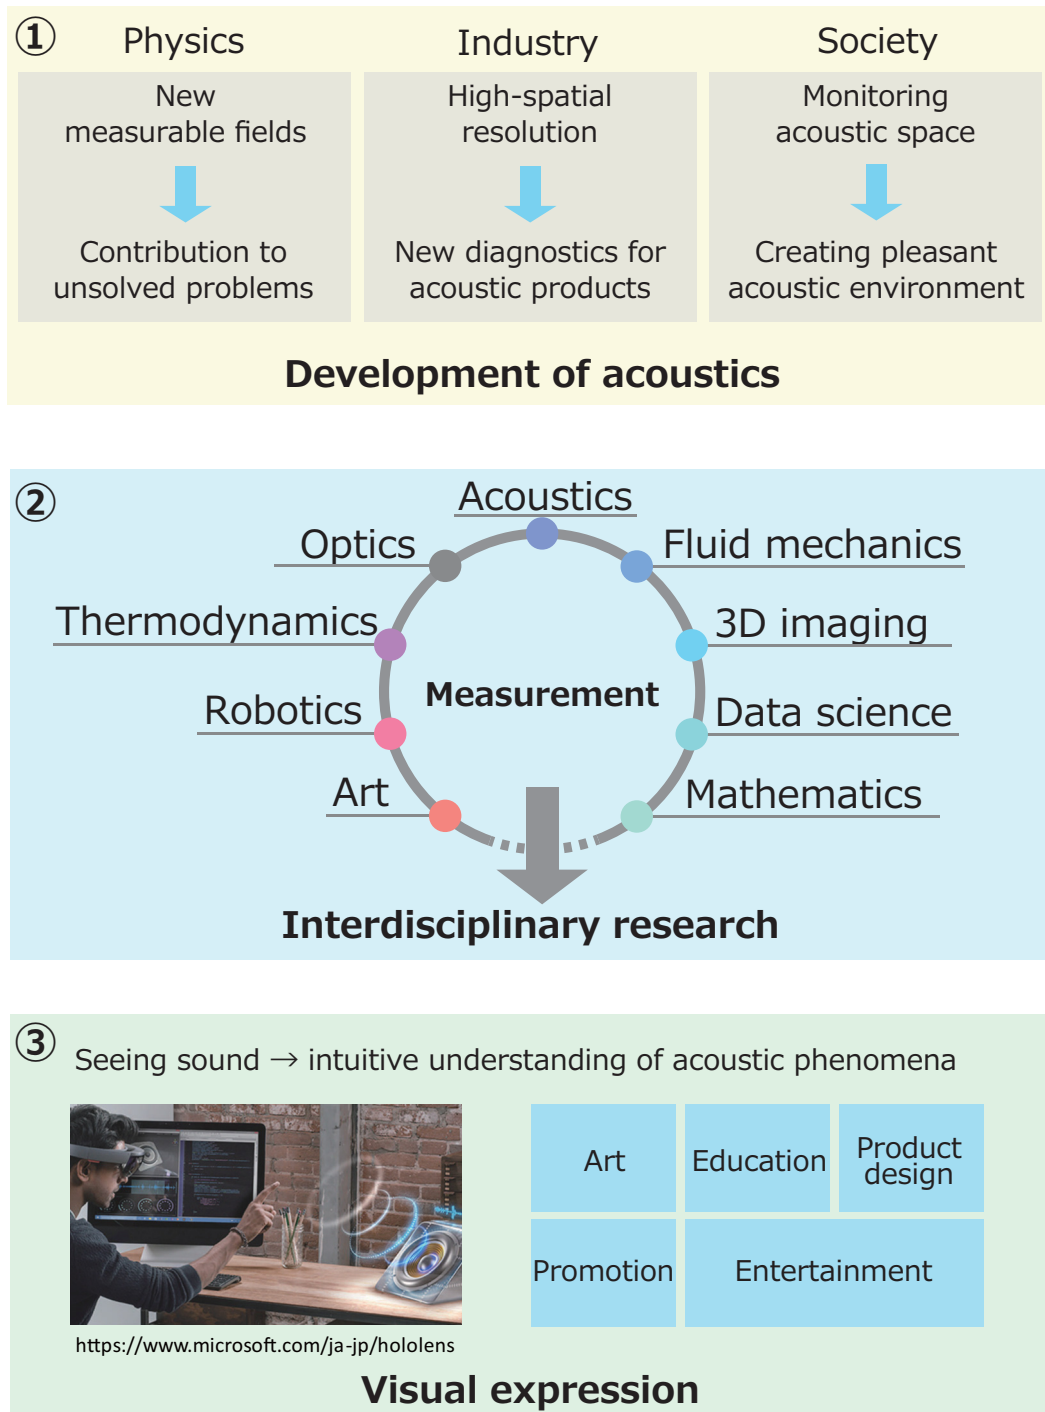 ①
Physics
Industry
Society
New
measurable fields
High-spatial
resolution
Monitoring
acoustic space
Contribution to
unsolved problems
New diagnostics for
acoustic products
Creating pleasant
acoustic environment
Development of acoustics
②
Acoustics
Optics
Fluid mechanics
Thermodynamics
3D imaging
Measurement
Robotics
Data science
Art
Mathematics
Interdisciplinary research
③
Seeing sound → intuitive understanding of acoustic phenomena
Art
Education
Product
design
Promotion
Entertainment
https://www.microsoft.com/ja-jp/hololens
Visual expression